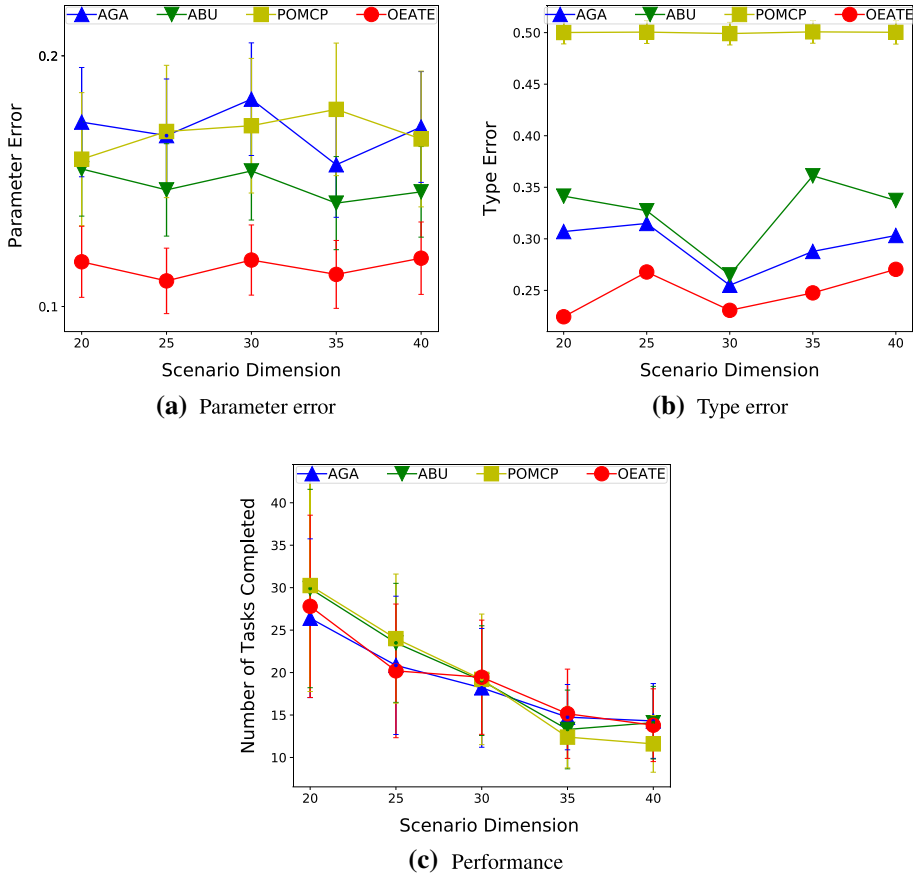 AGA ABU POMCP OEATE
0.2
0.1
Parameter Error
20 25 30 35 40
Scenario Dimension
(a) Parameter error
AGA ABU POMCP OEATE
0.50
0.45
0.40
0.35
0.30
0.25
Type Error
20 25 30 35 40
Scenario Dimension
(b) Type error
AGA ABU POMCP OEATE
40
35
30
25
20
15
10
Number of Tasks Completed
20 25 30 35 40
Scenario Dimension
(c) Performance